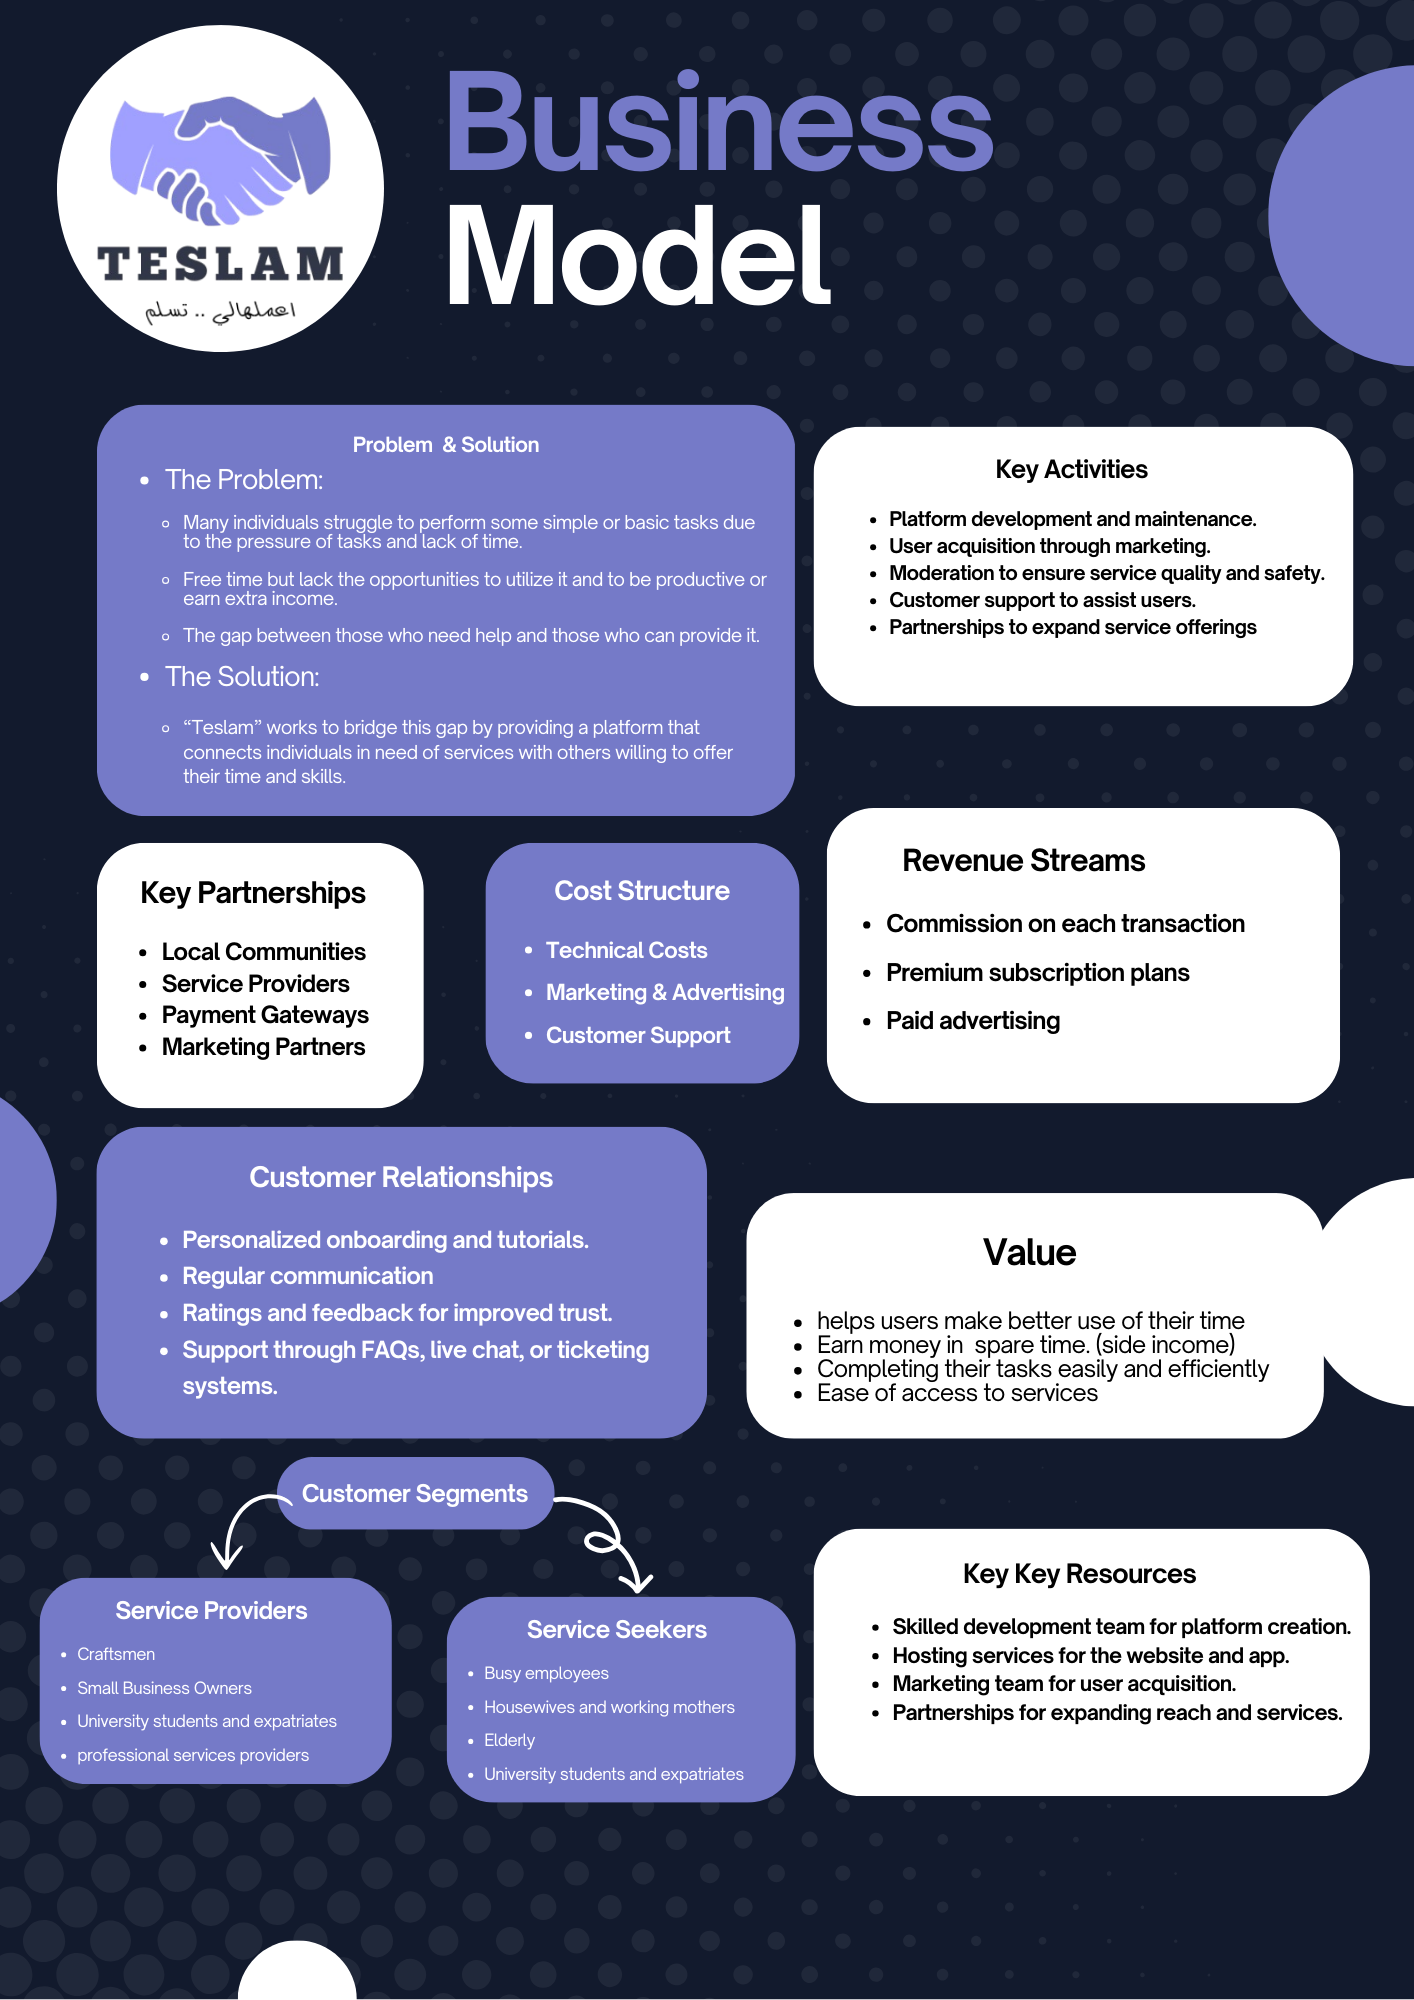 TESLAM
اعملهالي .. تسلم
Business
Model
Problem & Solution
• The Problem:
◦ Many individuals struggle to perform some simple or basic tasks due
to the pressure of tasks and lack of time.
◦ Free time but lack the opportunities to utilize it and to be productive or
earn extra income.
◦ The gap between those who need help and those who can provide it.
• The Solution:
◦ “Teslam” works to bridge this gap by providing a platform that
connects individuals in need of services with others willing to offer
their time and skills.
Key Activities
• Platform development and maintenance.
• User acquisition through marketing.
• Moderation to ensure service quality and safety.
• Customer support to assist users.
• Partnerships to expand service offerings
Key Partnerships
• Local Communities
• Service Providers
• Payment Gateways
• Marketing Partners
Cost Structure
• Technical Costs
• Marketing & Advertising
• Customer Support
Revenue Streams
• Commission on each transaction
• Premium subscription plans
• Paid advertising
Customer Relationships
• Personalized onboarding and tutorials.
• Regular communication
• Ratings and feedback for improved trust.
• Support through FAQs, live chat, or ticketing
systems.
Value
• helps users make better use of their time
• Earn money in spare time. (side income)
• Completing their tasks easily and efficiently
• Ease of access to services
Customer Segments
Service Providers
• Craftsmen
• Small Business Owners
• University students and expatriates
• professional services providers
Service Seekers
• Busy employees
• Housewives and working mothers
• Elderly
• University students and expatriates
Key Key Resources
• Skilled development team for platform creation.
• Hosting services for the website and app.
• Marketing team for user acquisition.
• Partnerships for expanding reach and services.